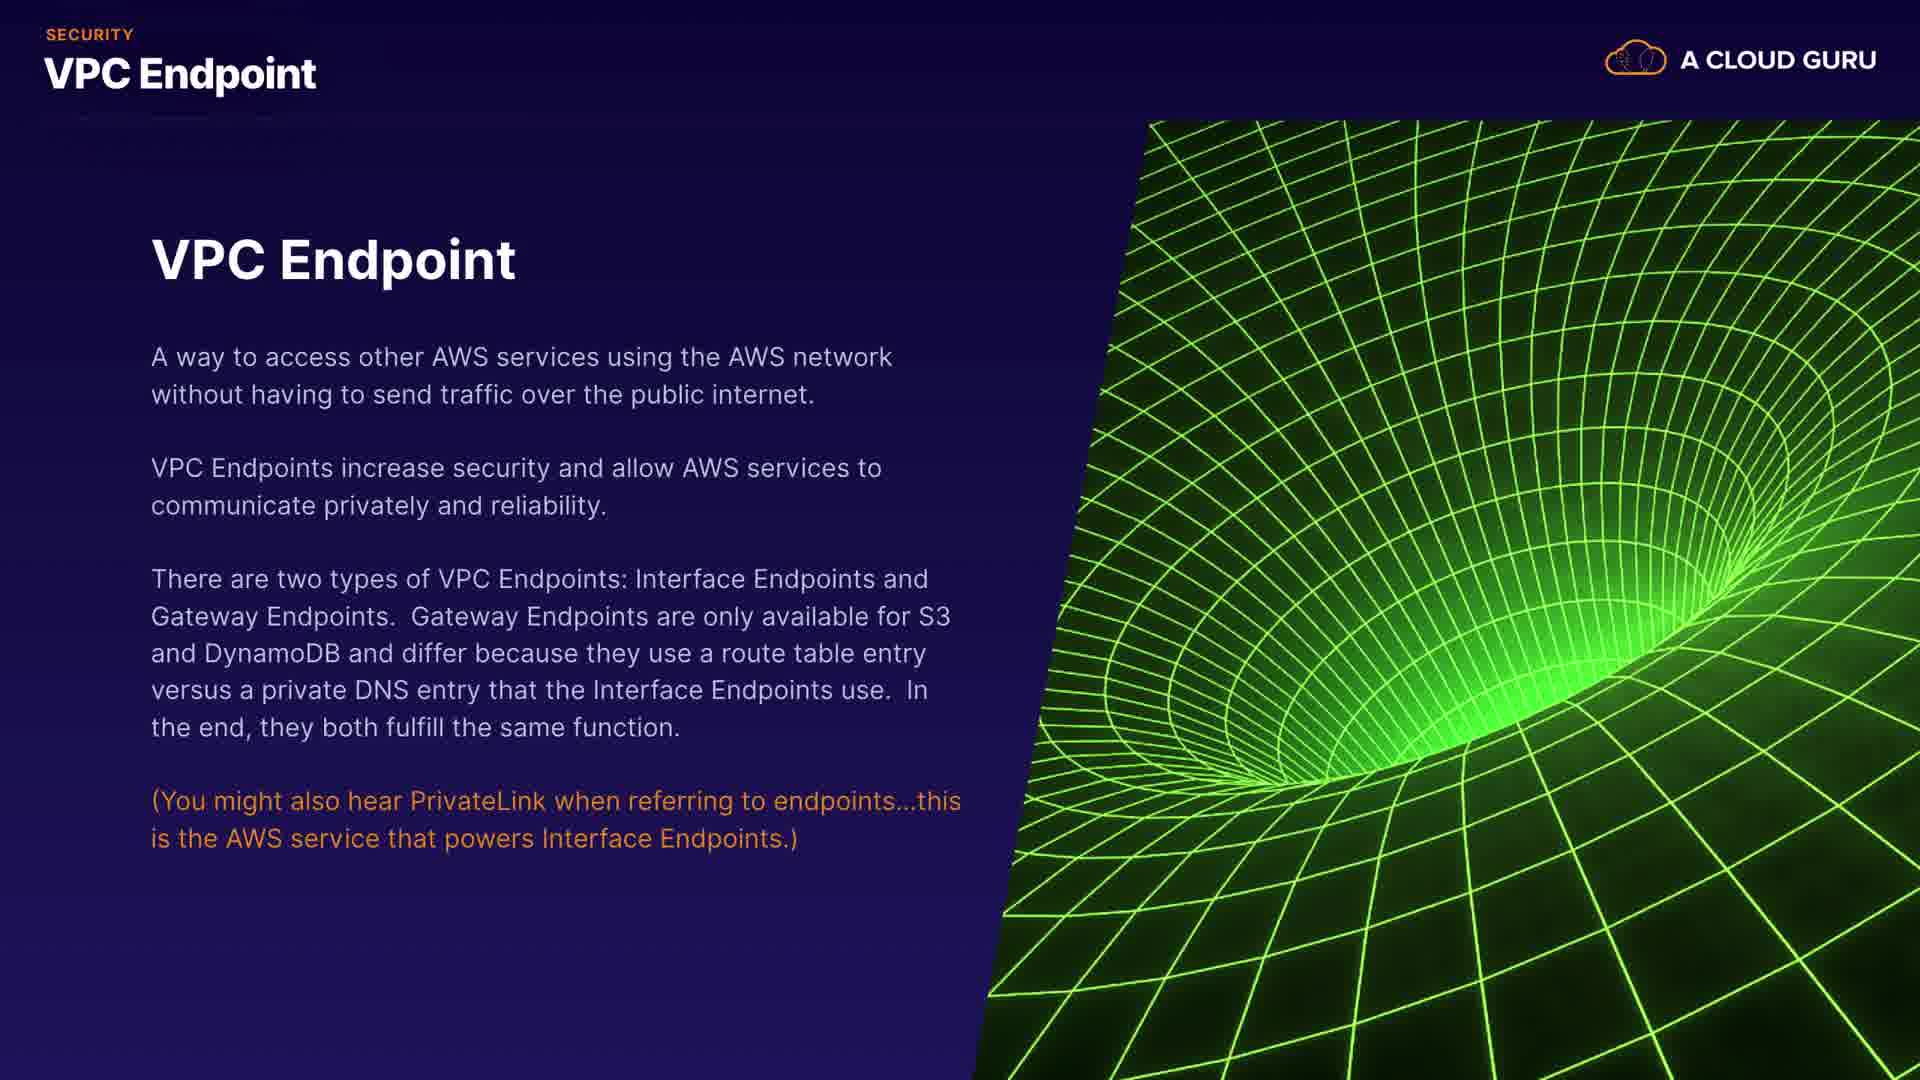 SECURITY
VPC Endpoint
A CLOUD GURU
VPC Endpoint
A way to access other AWS services using the AWS network
without having to send traffic over the public internet.
VPC Endpoints increase security and allow AWS services to
communicate privately and reliability.
There are two types of VPC Endpoints: Interface Endpoints and
Gateway Endpoints.  Gateway Endpoints are only available for S3
and DynamoDB and differ because they use a route table entry
versus a private DNS entry that the Interface Endpoints use.  In
the end, they both fulfill the same function.
(You might also hear PrivateLink when referring to endpoints...this
is the AWS service that powers Interface Endpoints.)